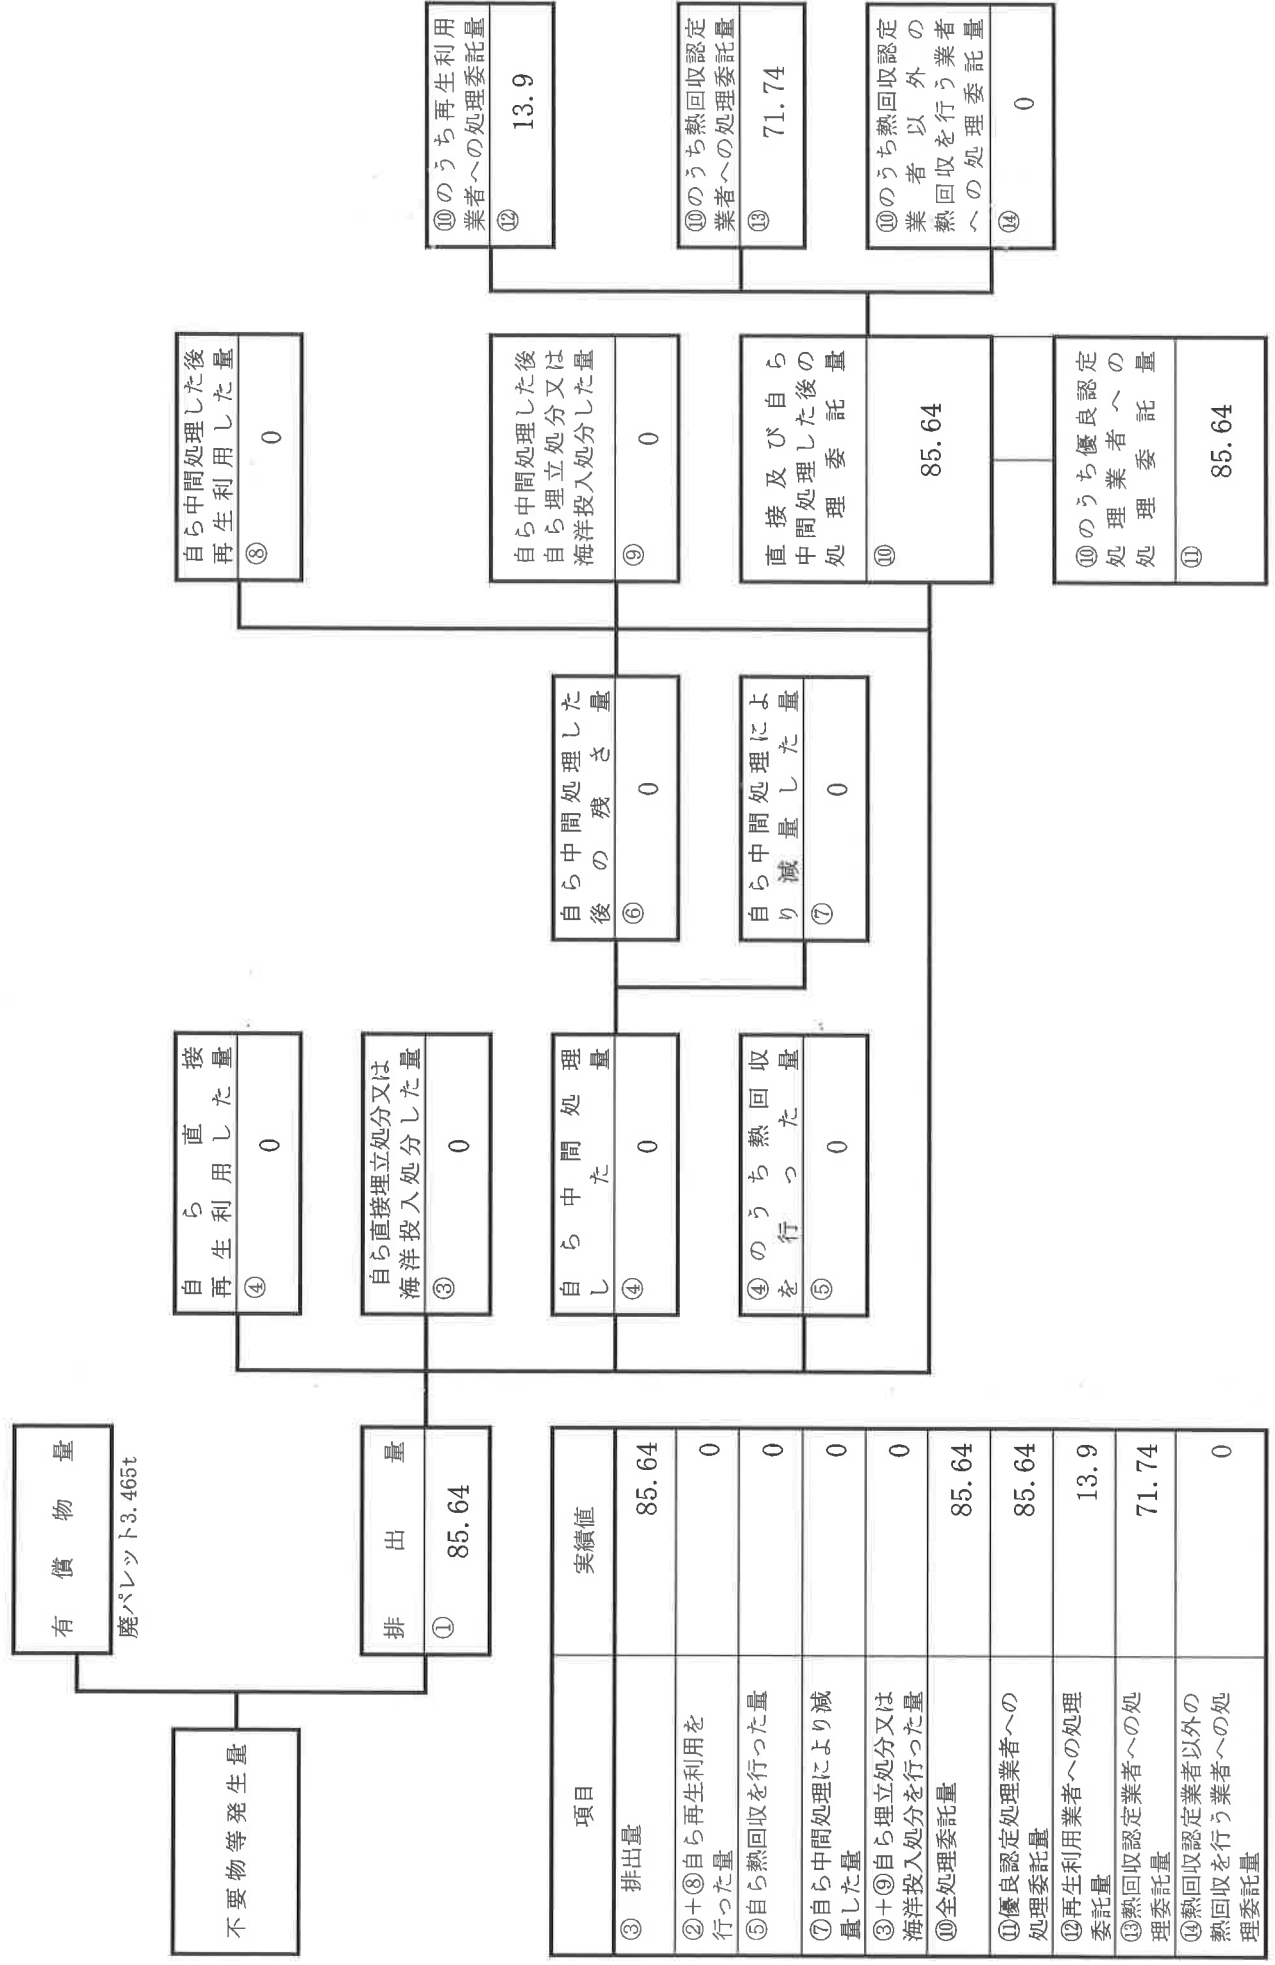 不要物等発生量
有償物量
廃パレット3.465t
排出量
①
85.64
自ら直接
再生利用した量
④
0
自ら直接埋立処分又は
海洋投入処分した量
③
0
自ら中間処理
した量
④
0
④のうち熱回収
を行った量
⑤
0
自ら中間処理した
後の残さ量
⑥
0
自ら中間処理によ
り減量した量
⑦
0
自ら中間処理した後
再生利用した量
⑧
0
自ら中間処理した後
自ら埋立処分又は
海洋投入処分した量
⑨
0
直接及び自ら
中間処理した後の
処理委託量
⑩
85.64
⑩のうち優良認定
処理業者への
処理委託量
⑪
85.64
⑩のうち再生利用
業者への処理委託量
⑫
13.9
⑩のうち熱回収認定
業者への処理委託量
⑬
71.74
⑩のうち熱回収認定
業者以外の
熱回収を行う業者
への処理委託量
⑭
0
項目
実績値
③ 排出量
85.64
②+⑧自ら再生利用を
行った量
0
⑤自ら熱回収を行った量
0
⑦自ら中間処理により減
量した量
0
③+⑨自ら埋立処分又は
海洋投入処分を行った量
0
⑩全処理委託量
85.64
⑪優良認定処理業者への
処理委託量
85.64
⑫再生利用業者への処理
委託量
13.9
⑬熱回収認定業者への処
理委託量
71.74
⑭熱回収認定業者以外の
熱回収を行う業者への処
理委託量
0